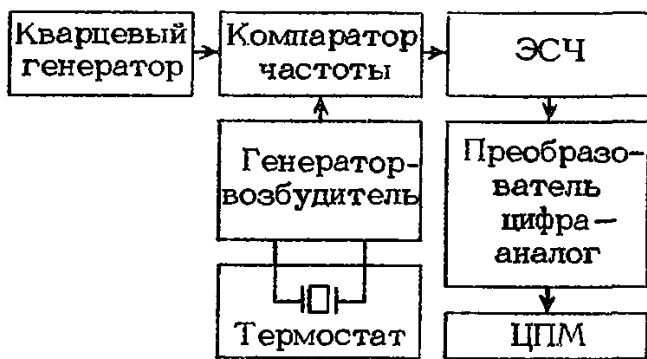 Кварцевый
генератор
Компаратор
частоты
ЭСЧ
Генератор-
возбудитель
Преобразо-
ватель
цифра-
аналог
Термостат
ЦПМ